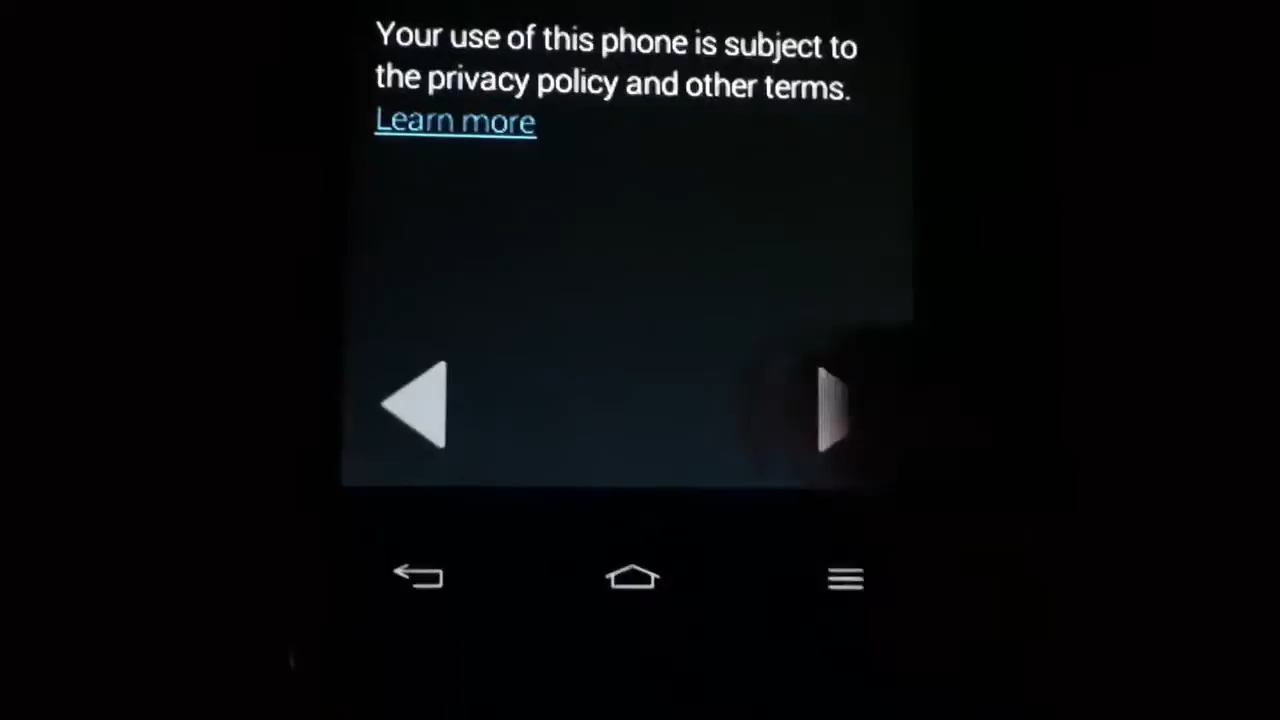 Your use of this phone is subject to
the privacy policy and other terms.
Learn more